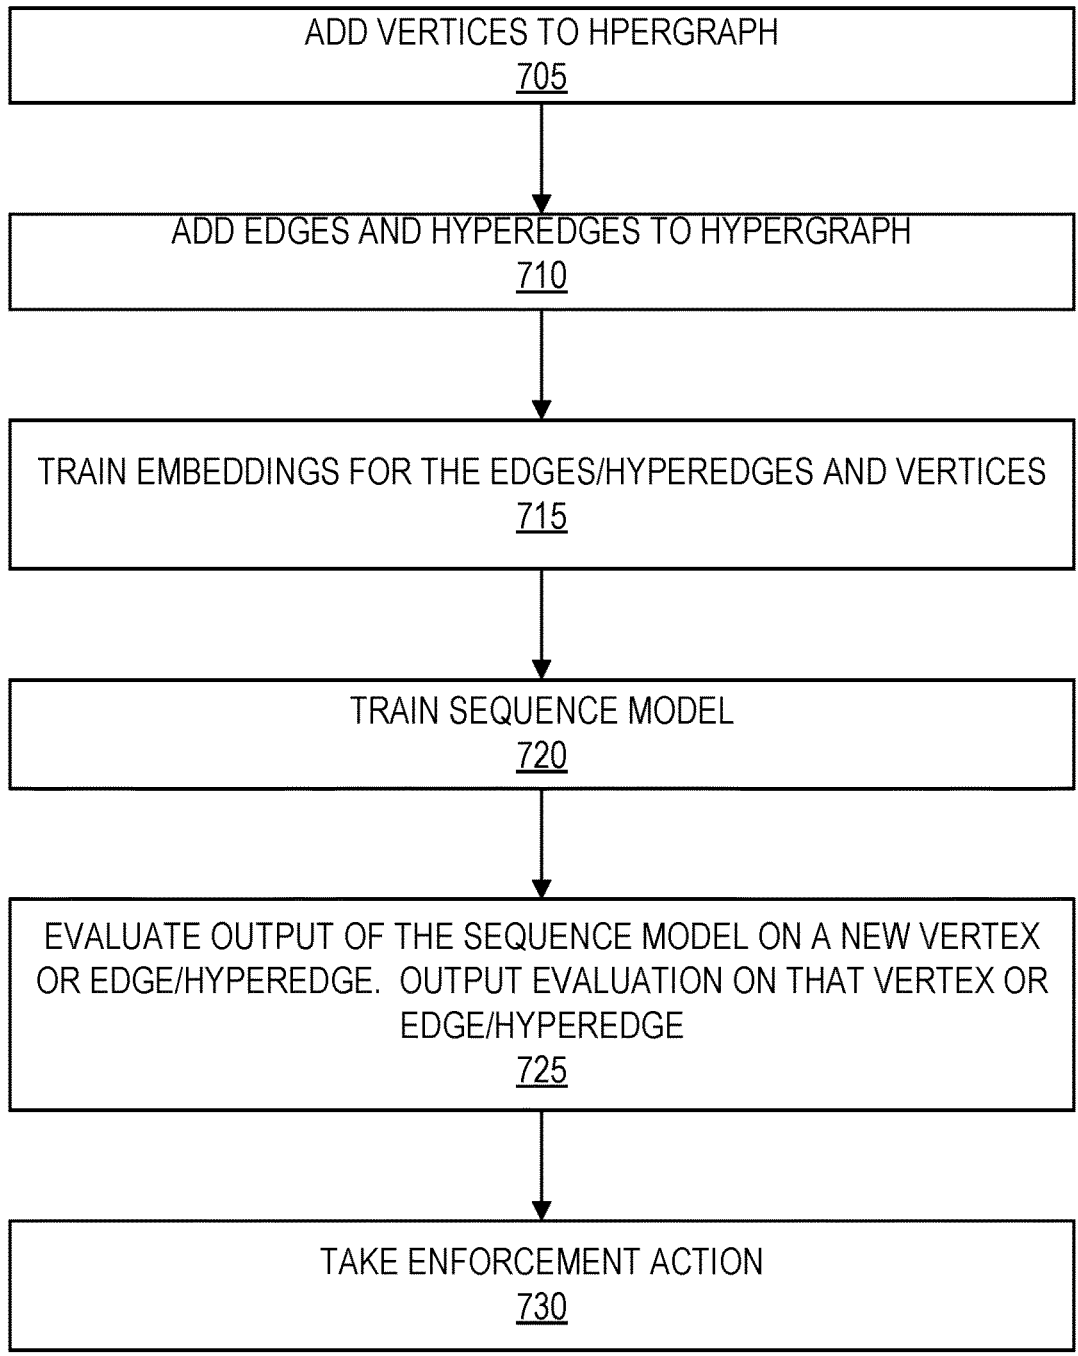 ADD VERTICES TO HPERGRAPH
705
ADD EDGES AND HYPEREDGES TO HYPERGRAPH
710
TRAIN EMBEDDINGS FOR THE EDGES/HYPEREDGES AND VERTICES
715
TRAIN SEQUENCE MODEL
720
EVALUATE OUTPUT OF THE SEQUENCE MODEL ON A NEW VERTEX
OR EDGE/HYPEREDGE.  OUTPUT EVALUATION ON THAT VERTEX OR
EDGE/HYPEREDGE
725
TAKE ENFORCEMENT ACTION
730